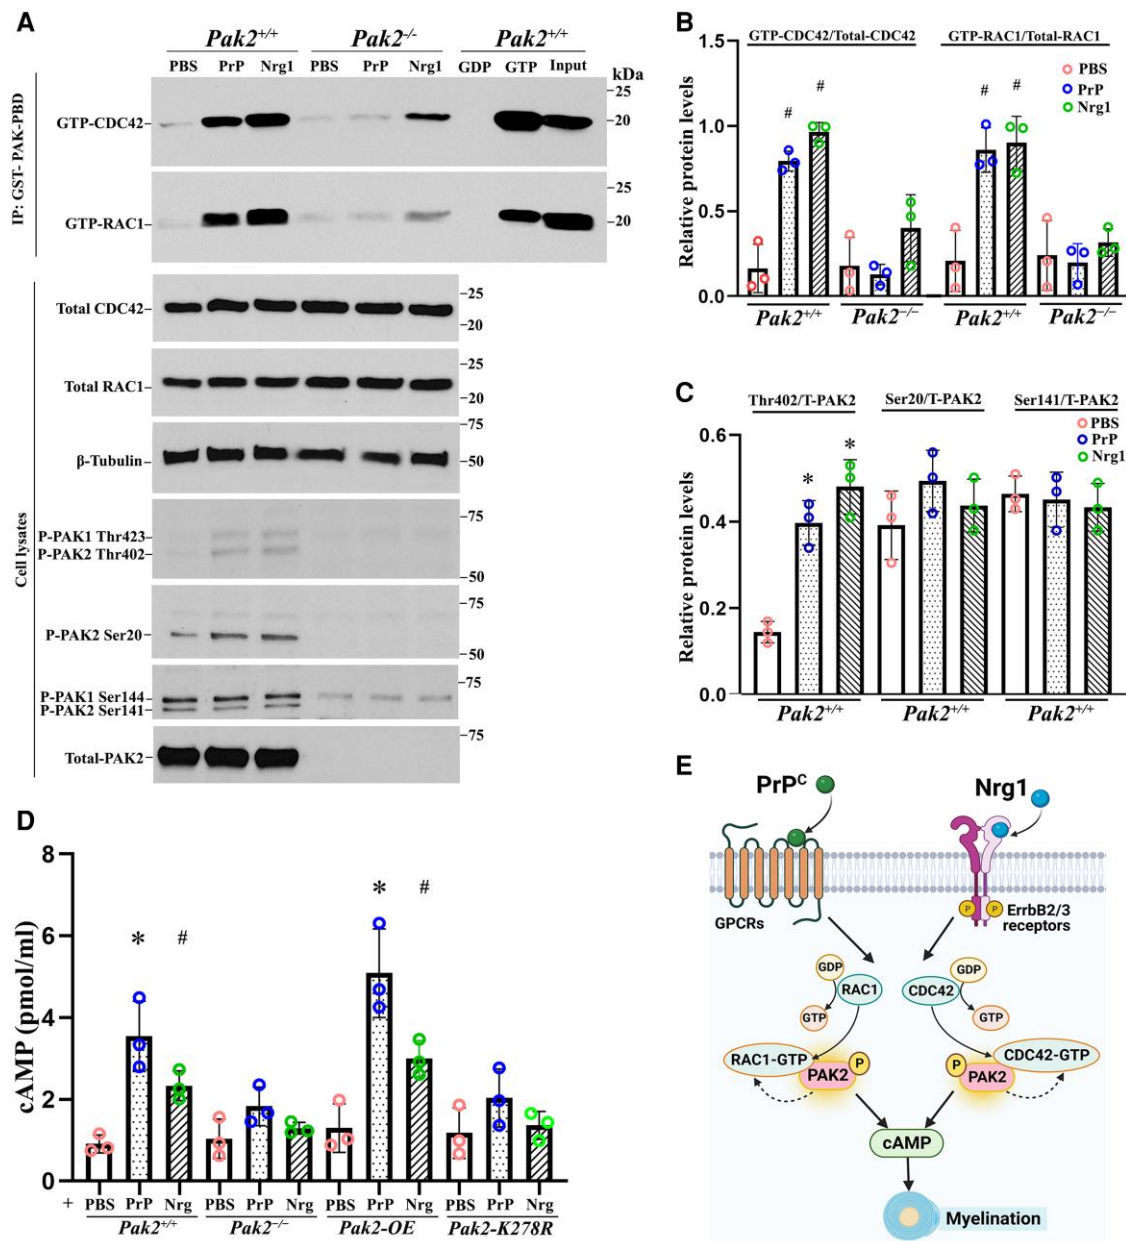 A
Pak2+/+ Pak2-/- Pak2+/+
PBS PrP Nrg1 PBS PrP Nrg1 GDP GTP Input kDa
IP: GST- PAK-PBD
GTP-CDC42
25
20
GTP-RAC1
25
20
Cell lysates
Total CDC42
25
20
Total RAC1
25
20
β-Tubulin
75
50
P-PAK1 Thr423
P-PAK2 Thr402
75
50
P-PAK2 Ser20
75
50
P-PAK1 Ser144
P-PAK2 Ser141
75
Total-PAK2
75
B
GTP-CDC42/Total-CDC42 GTP-RAC1/Total-RAC1
PBS
PrP
Nrg1
Relative protein levels
1.5
1.0
0.5
0.0
# # # #
Pak2+/+ Pak2−/− Pak2+/+ Pak2−/−
C
Thr402/T-PAK2 Ser20/T-PAK2 Ser141/T-PAK2
PBS
PrP
Nrg1
Relative protein levels
0.6
0.4
0.2
0.0
* *
Pak2+/+ Pak2+/+ Pak2+/+
D
cAMP (pmol/ml)
8
6
4
2
0
* # * #
+ PBS PrP Nrg PBS PrP Nrg PBS PrP Nrg PBS PrP Nrg
Pak2+/+ Pak2−/− Pak2-OE Pak2-K278R
E
PrPC Nrg1
GPCRs
P P
ErrbB2/3
receptors
GDP RAC1 GTP
CDC42 GDP GTP
RAC1-GTP PAK2 P
P PAK2 CDC42-GTP
cAMP
Myelination